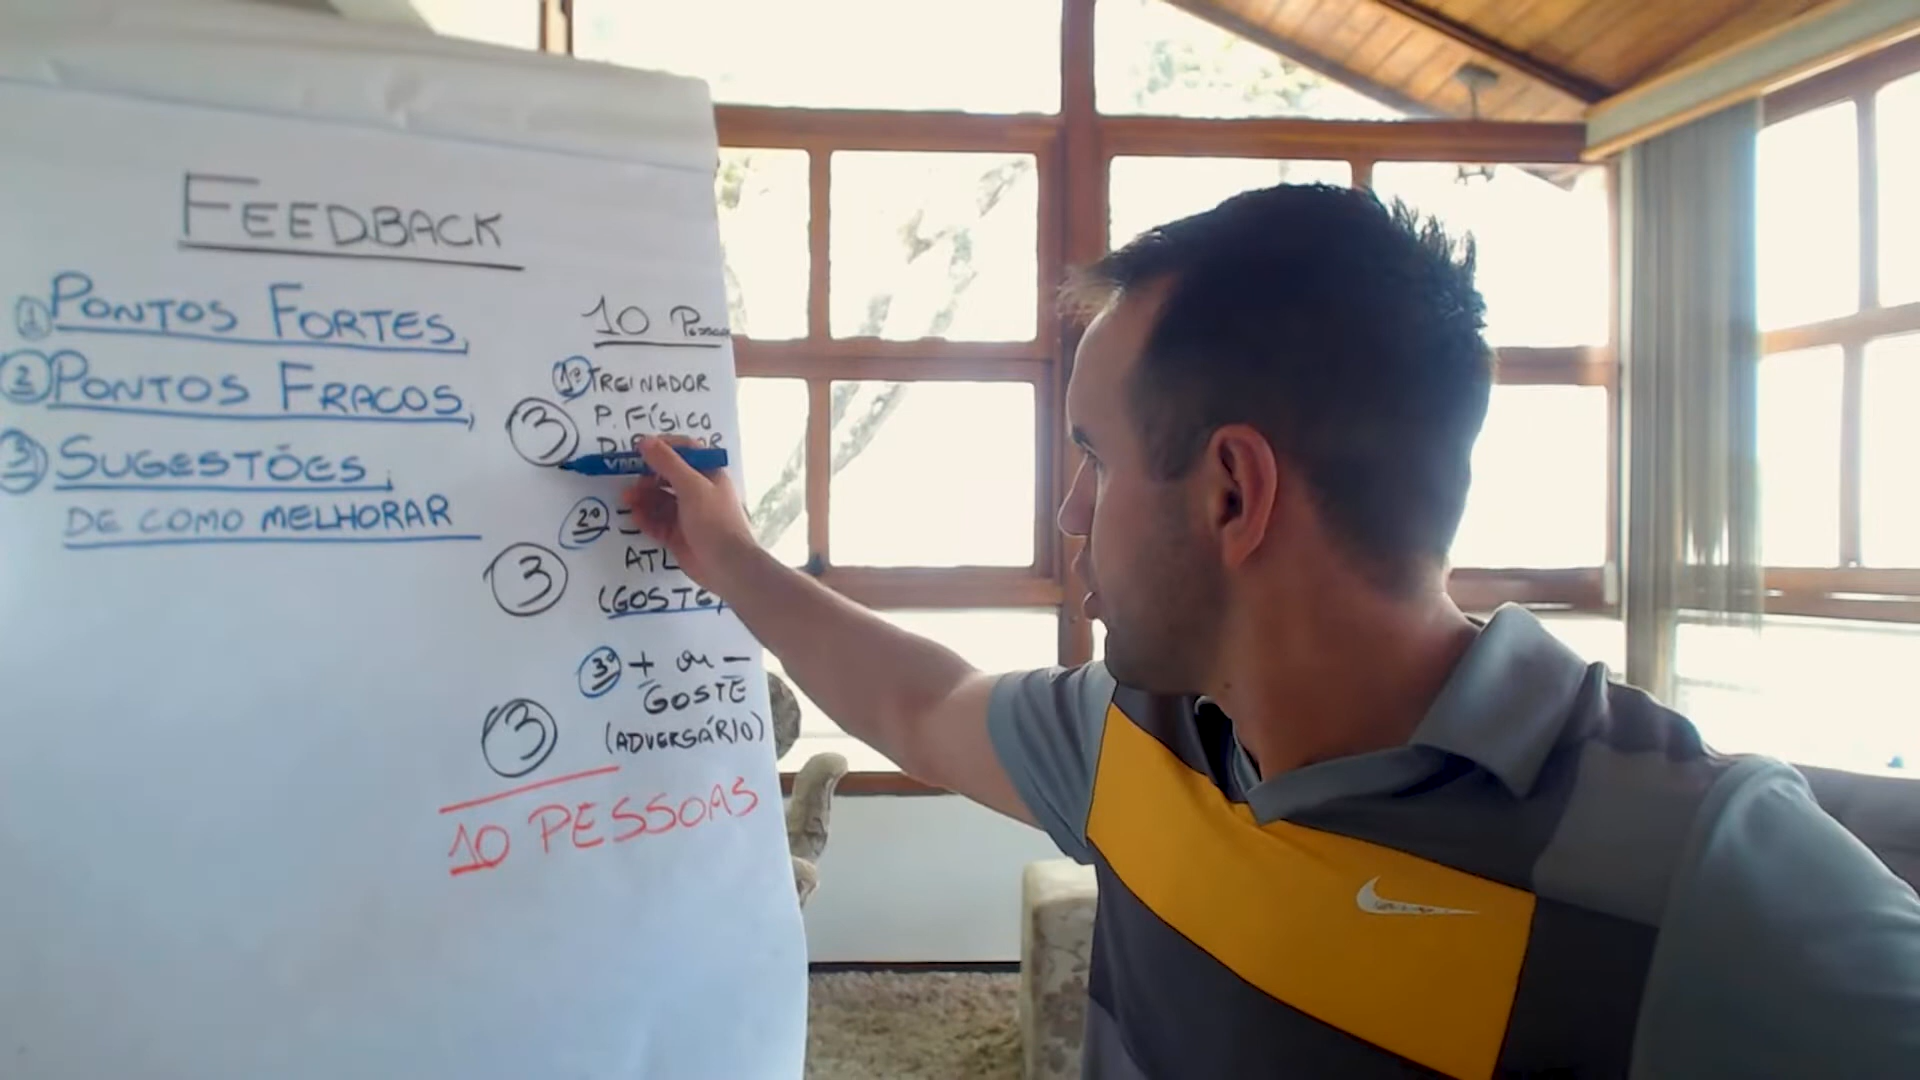 FEEDBACK
1 PONTOS FORTES,
2 PONTOS FRACOS,
3 SUGESTÕES,
DE COMO MELHORAR
10 Pessoas
1º TREINADOR
3 P. FÍSICO
2º
3
(GOSTE)
3º + ou -
GOSTE
3 (ADVERSÁRIO)
10 PESSOAS